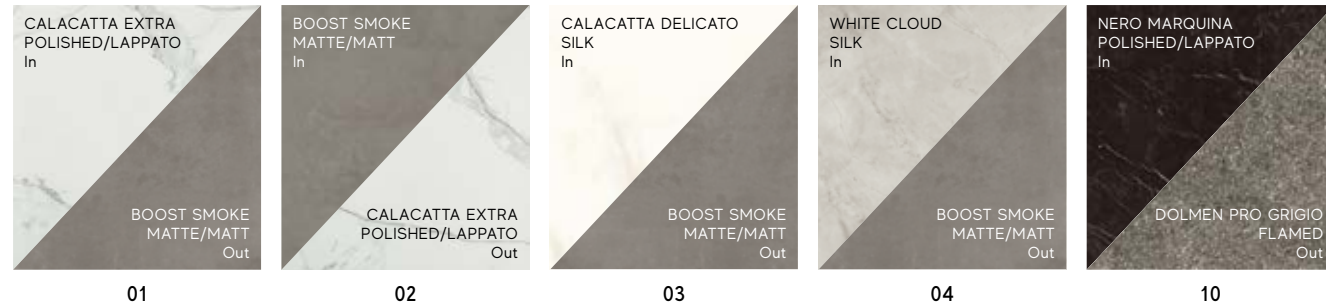 CALACATTA EXTRA
POLISHED/LAPPATO
In
BOOST SMOKE
MATTE/MATT
Out
01
BOOST SMOKE
MATTE/MATT
In
CALACATTA EXTRA
POLISHED/LAPPATO
Out
02
CALACATTA DELICATO
SILK
In
BOOST SMOKE
MATTE/MATT
Out
03
WHITE CLOUD
SILK
In
BOOST SMOKE
MATTE/MATT
Out
04
NERO MARQUINA
POLISHED/LAPPATO
In
DOLMEN PRO GRIGIO
FLAMED
Out
10